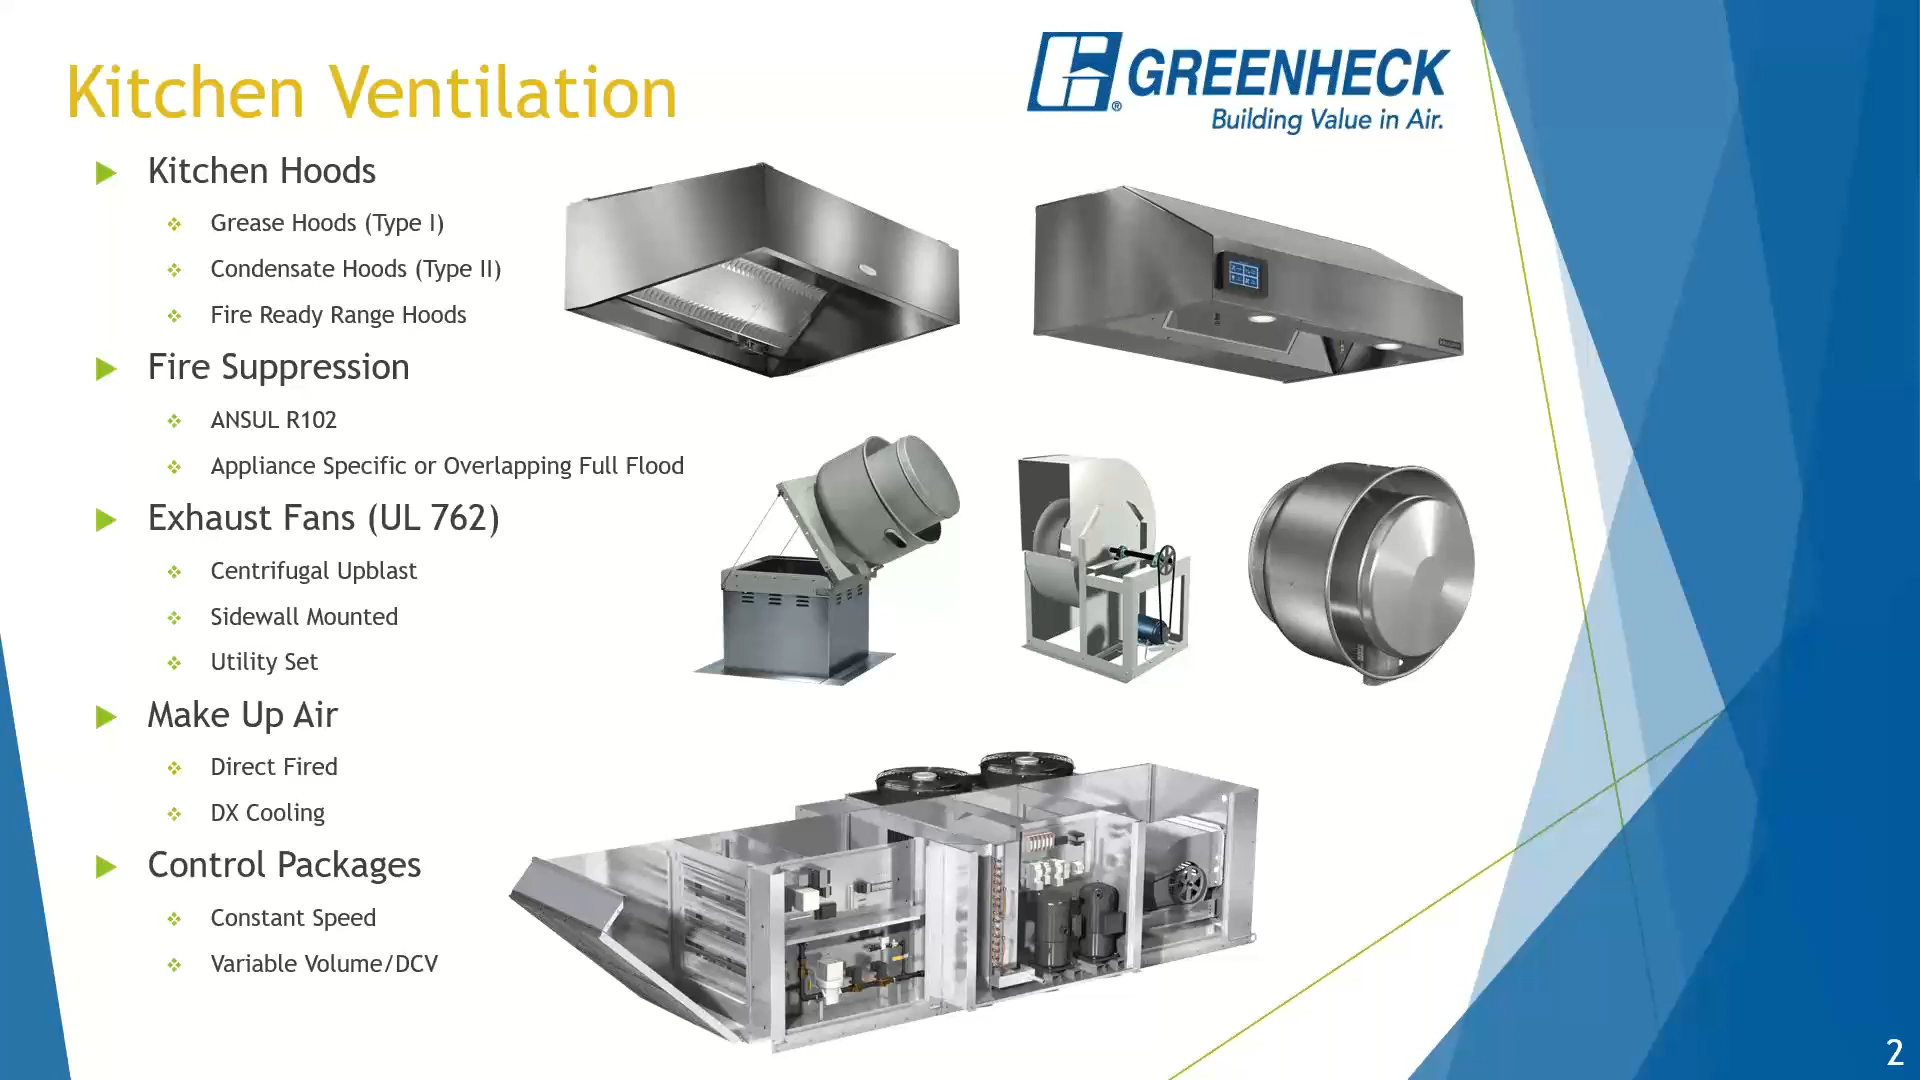 Kitchen Ventilation
GREENHECK
®
Building Value in Air.
Kitchen Hoods
Grease Hoods (Type I)
Condensate Hoods (Type II)
Fire Ready Range Hoods
Fire Suppression
ANSUL R102
Appliance Specific or Overlapping Full Flood
Exhaust Fans (UL 762)
Centrifugal Upblast
Sidewall Mounted
Utility Set
Make Up Air
Direct Fired
DX Cooling
Control Packages
Constant Speed
Variable Volume/DCV
2